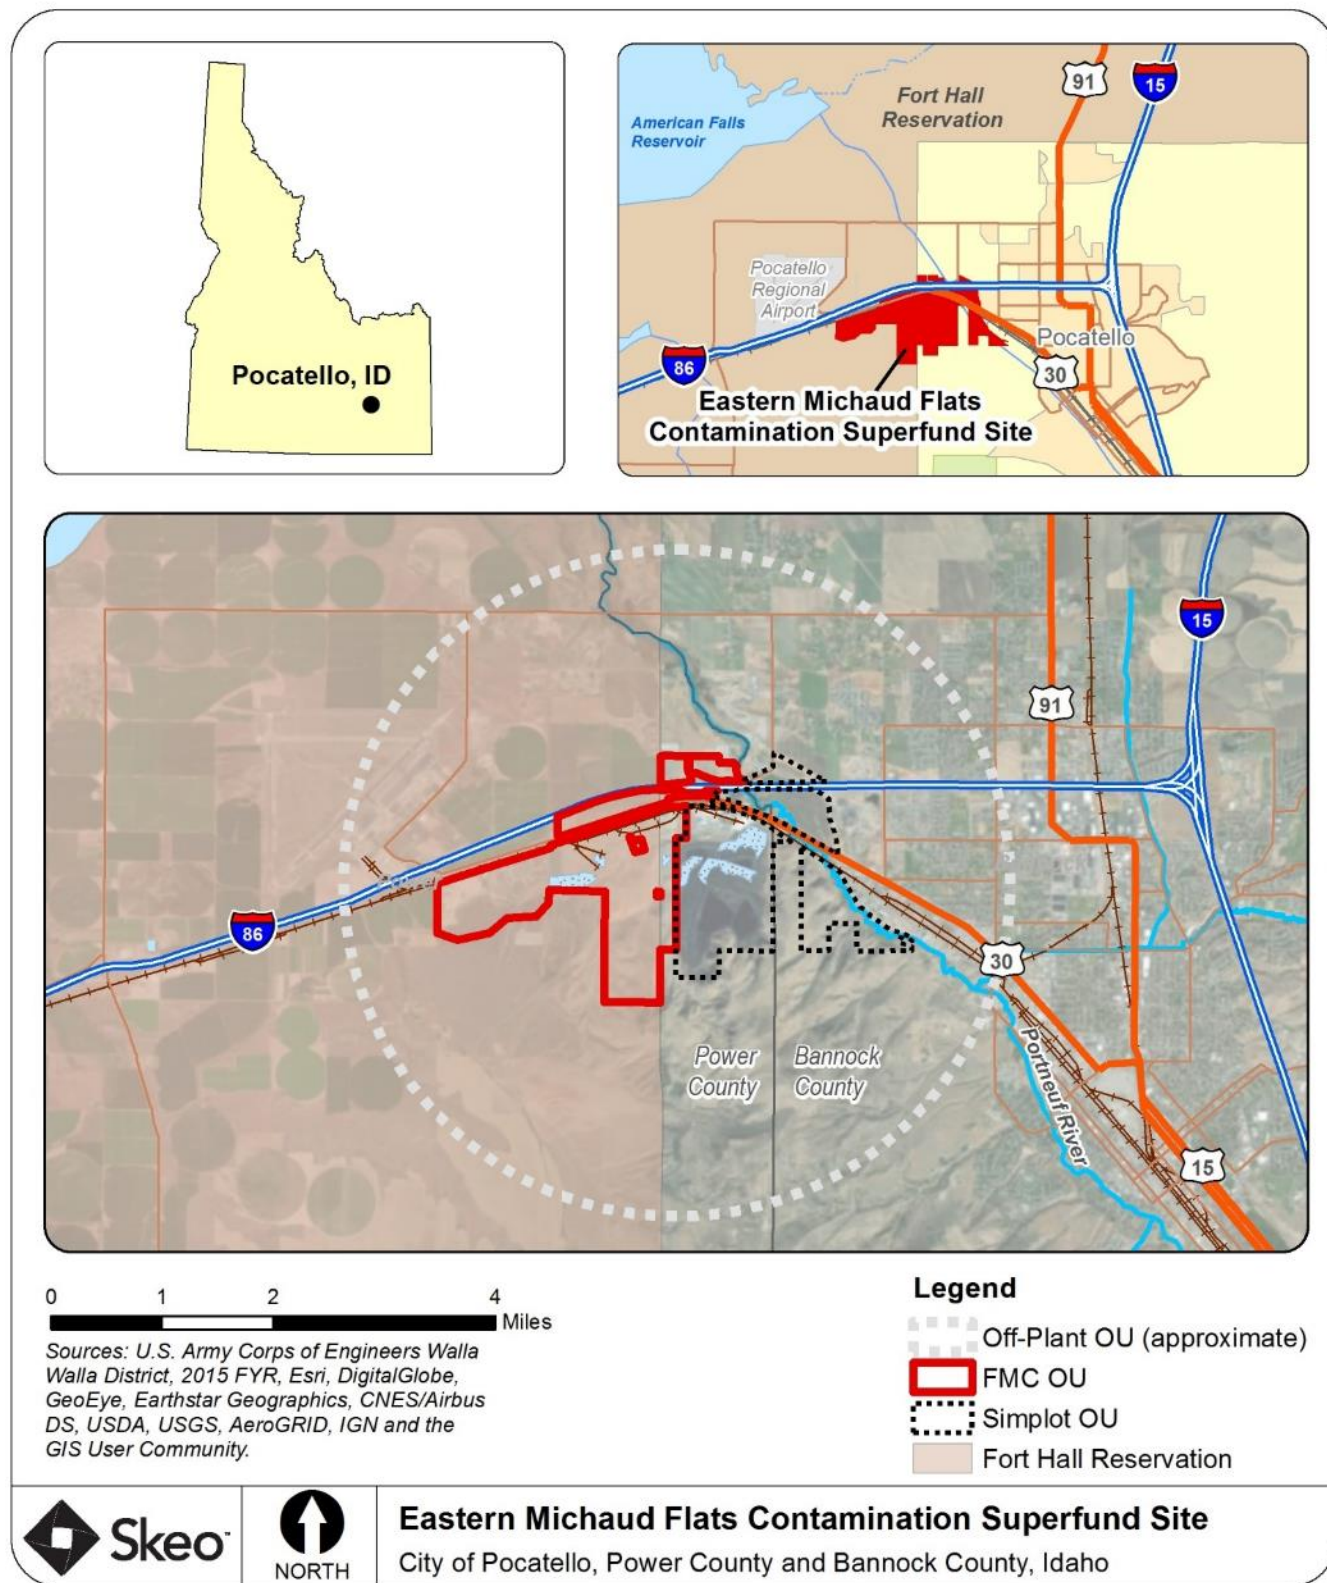 Pocatello, ID
American Falls
Reservoir
Fort Hall
Reservation
91
15
Pocatello
Regional
Airport
86
Pocatello
30
Eastern Michaud Flats
Contamination Superfund Site
15
91
86
30
Power
County
Bannock
County
Portneuf River
15
0 1 2 4
Miles
Sources: U.S. Army Corps of Engineers Walla
Walla District, 2015 FYR, Esri, DigitalGlobe,
GeoEye, Earthstar Geographics, CNES/Airbus
DS, USDA, USGS, AeroGRID, IGN and the
GIS User Community.
Legend
Off-Plant OU (approximate)
FMC OU
Simplot OU
Fort Hall Reservation
Skeo
NORTH
Eastern Michaud Flats Contamination Superfund Site
City of Pocatello, Power County and Bannock County, Idaho